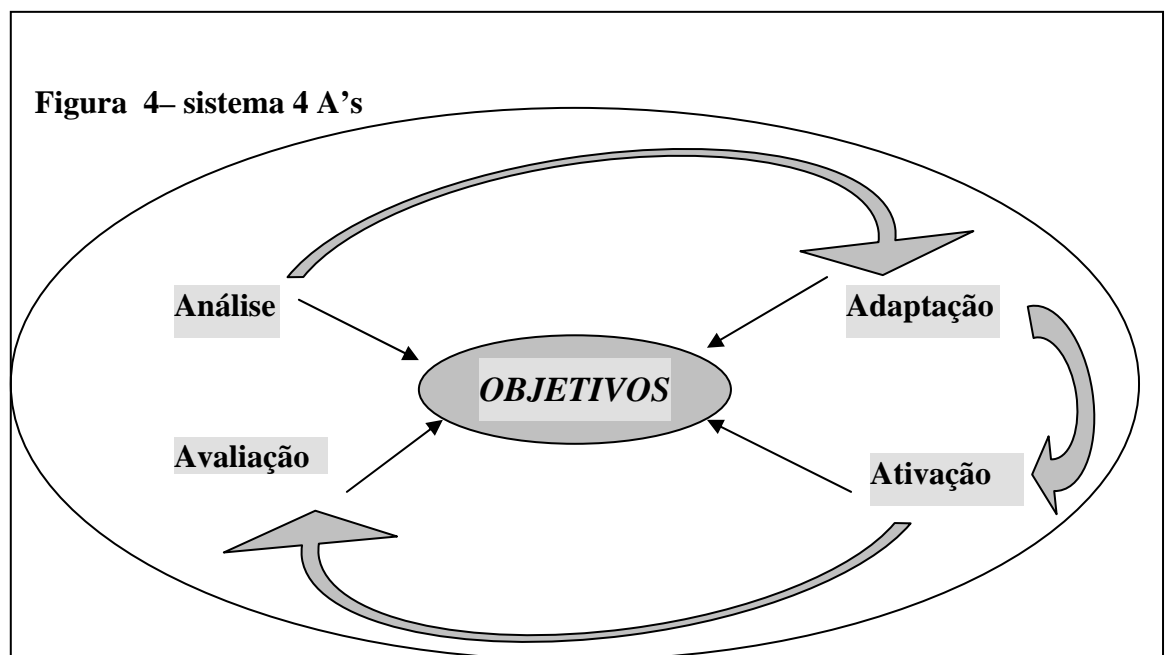 Figura 4– sistema 4 A’s
Análise
Adaptação
OBJETIVOS
Avaliação
Ativação